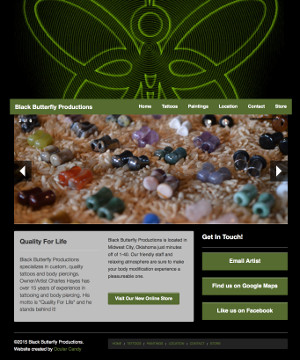 Black Butterfly Productions
Home Tattoos Paintings Location Contact Store
Quality For Life
Black Butterfly Productions
specializes in custom, quality
tattoos and body piercings.
Owner/Artist Charles Hayes has
over 15 years of experience in
tattooing and body piercing. His
motto is "Quality For Life" and he
stands behind it!
Black Butterfly Productions is located in
Midwest City, Oklahoma just minutes
off of I-40. Our friendly staff and
relaxing atmosphere are sure to make
your body modification experience a
pleasurable one.
Visit Our New Online Store
Get In Touch!
Email Artist
Find us on Google Maps
Like us on Facebook
©2015 Black Butterfly Productions.
Website created by
HOME TATTOOS PAINTINGS LOCATION CONTACT STORE